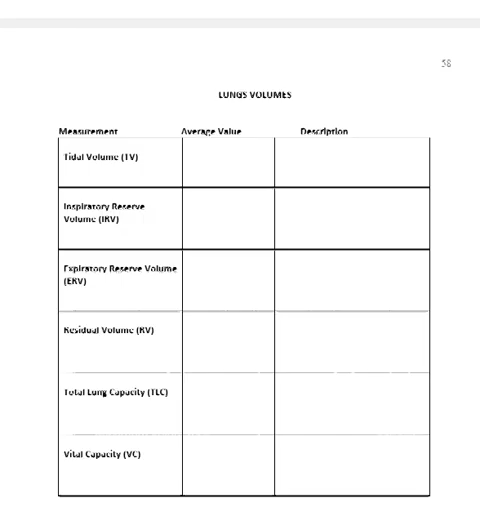 58
LUNGS VOLUMES
Measurement Average Value Description
Tidal Volume (TV)
Inspiratory Reserve
Volume (IRV)
Expiratory Reserve Volume
(ERV)
Residual Volume (RV)
Total Lung Capacity (TLC)
Vital Capacity (VC)